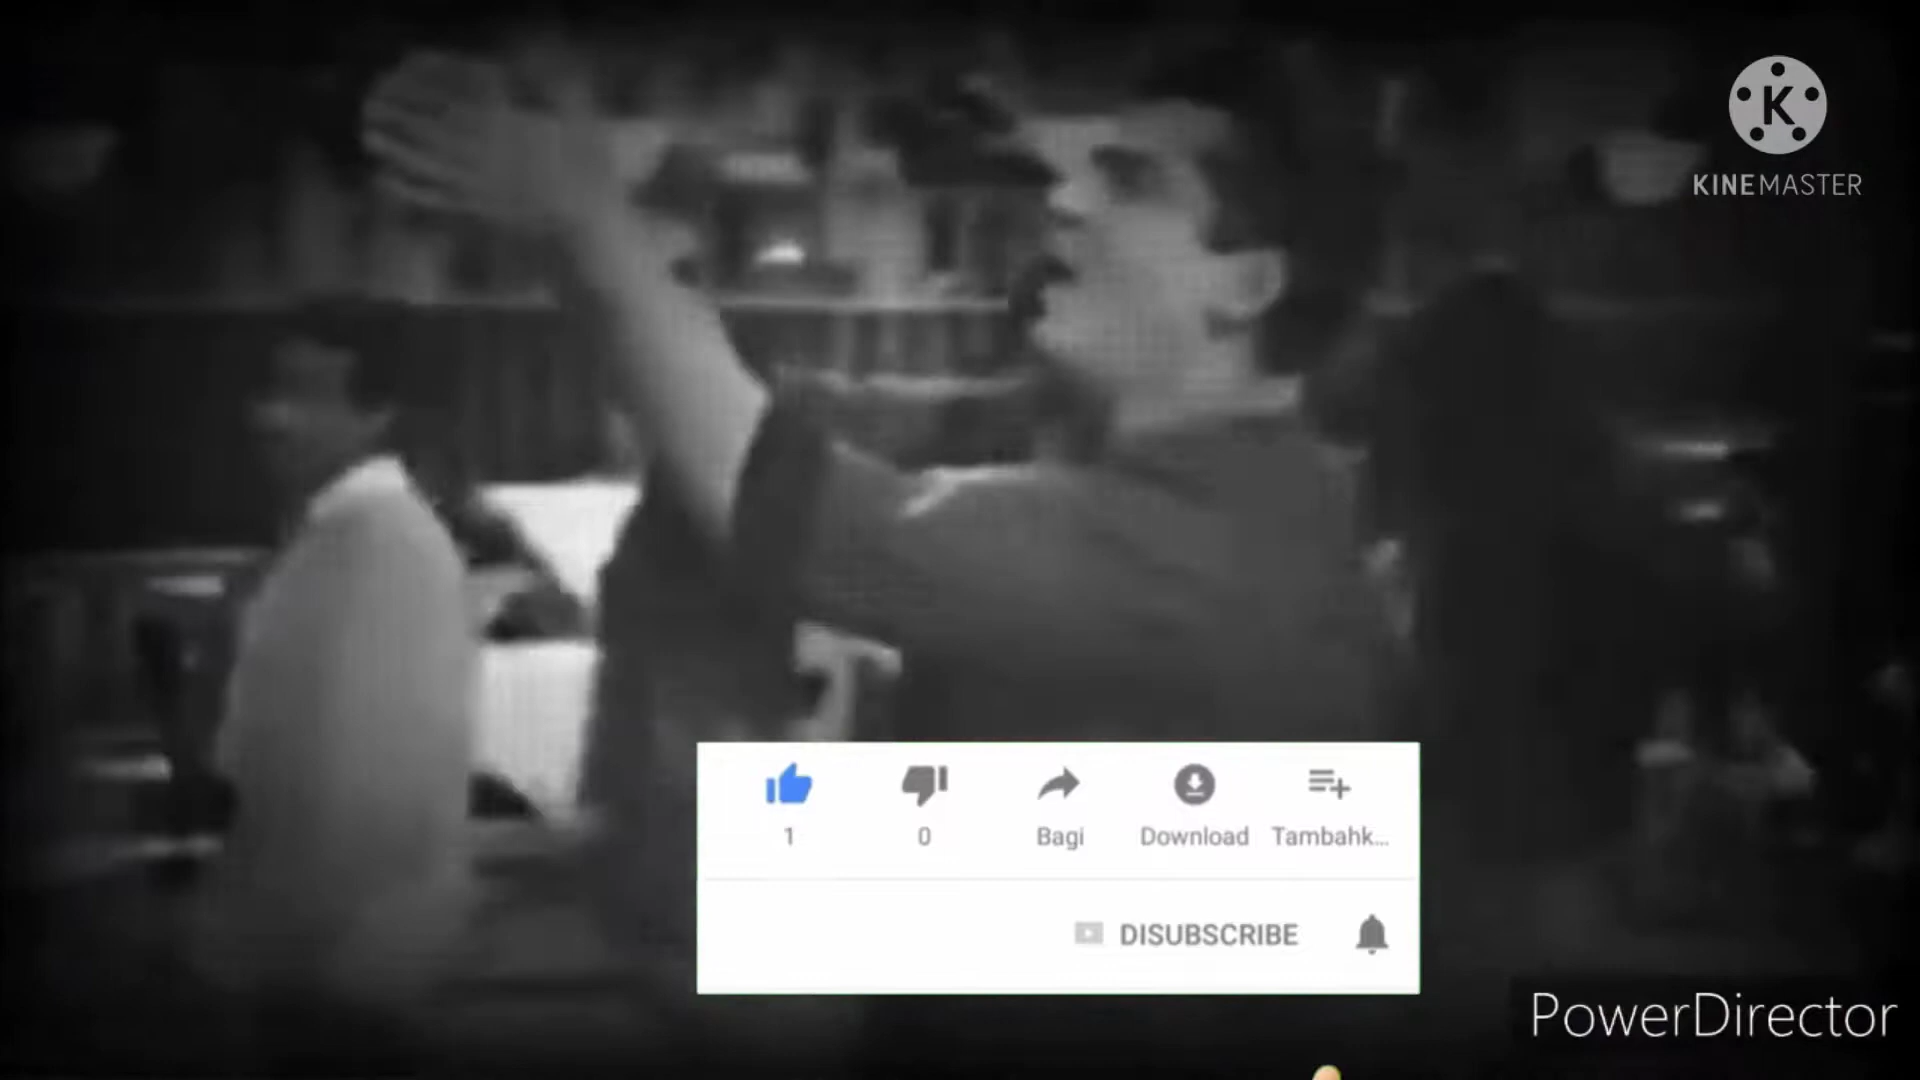 K
KINEMASTER
T
1
0
Bagi
Download
Tambahk...
DISUBSCRIBE
PowerDirector